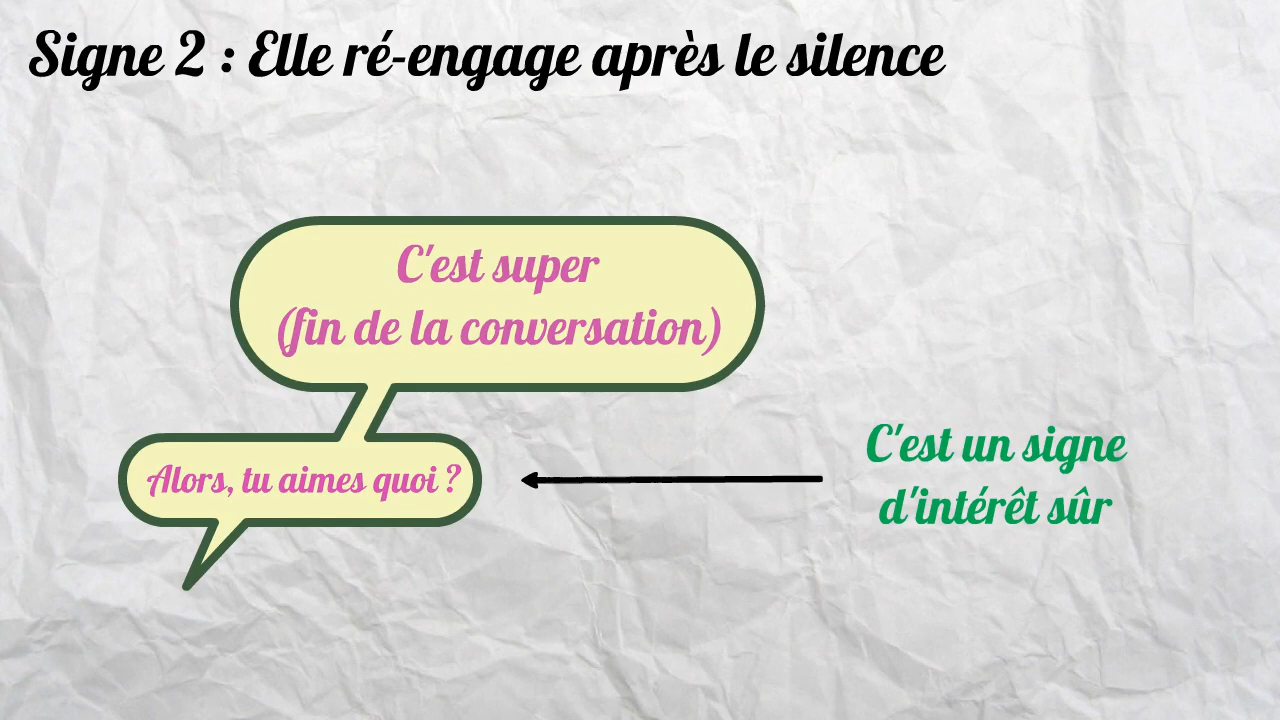 Signe 2 : Elle ré-engage après le silence
C'est super
(fin de la conversation)
Alors, tu aimes quoi ?
C'est un signe
d'intérêt sûr